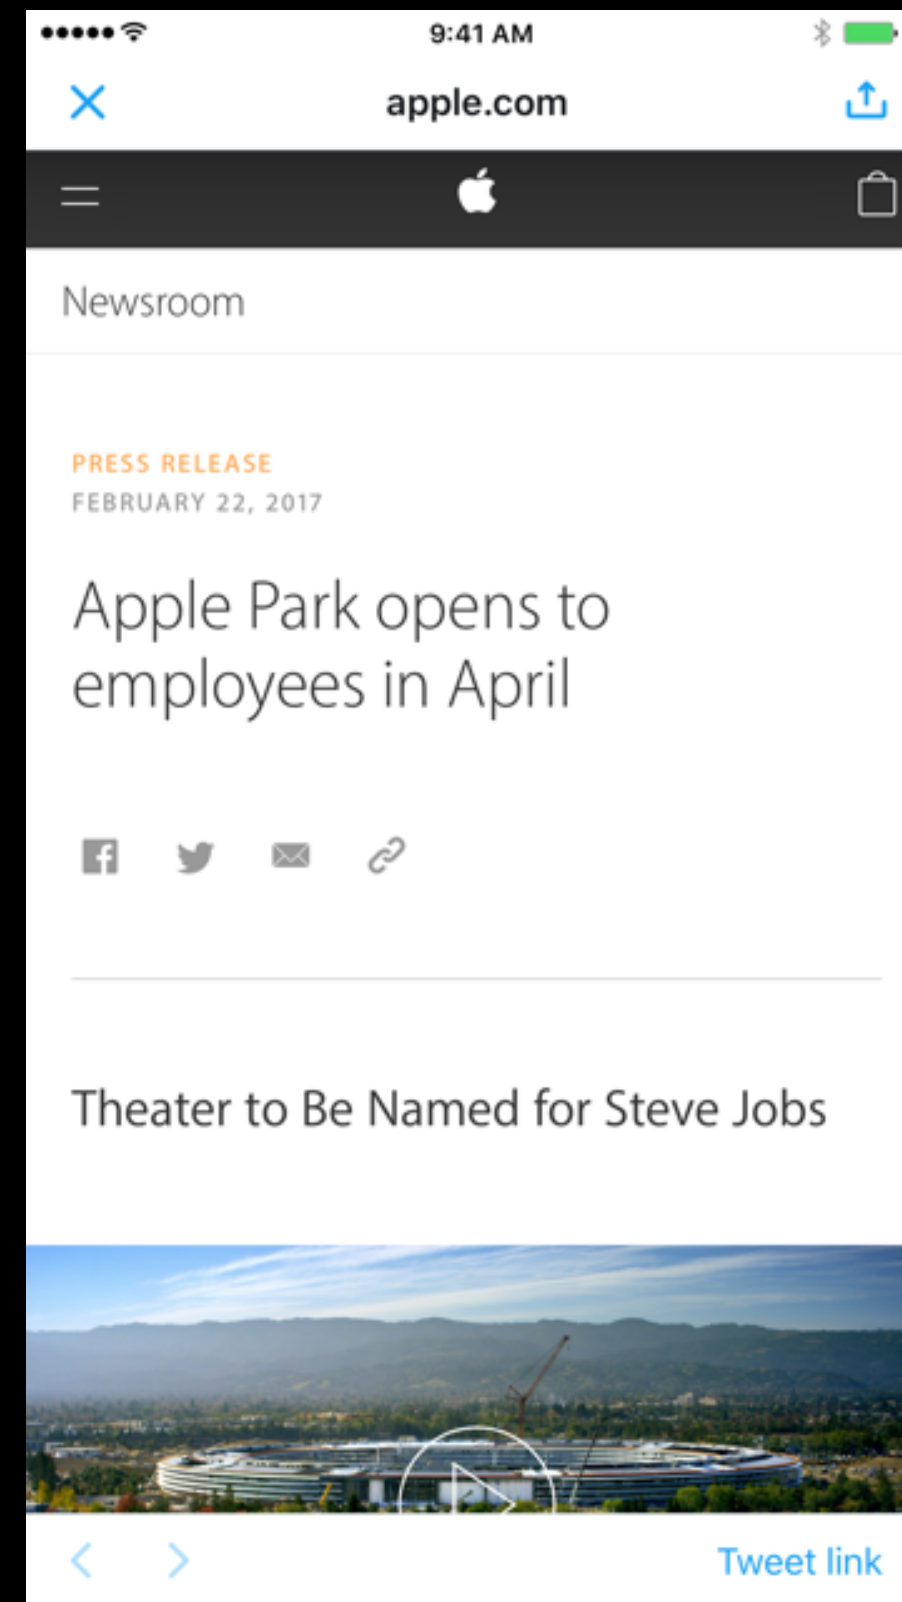 9:41 AM
apple.com
Newsroom
PRESS RELEASE
FEBRUARY 22, 2017
Apple Park opens to
employees in April
Theater to Be Named for Steve Jobs
Tweet link